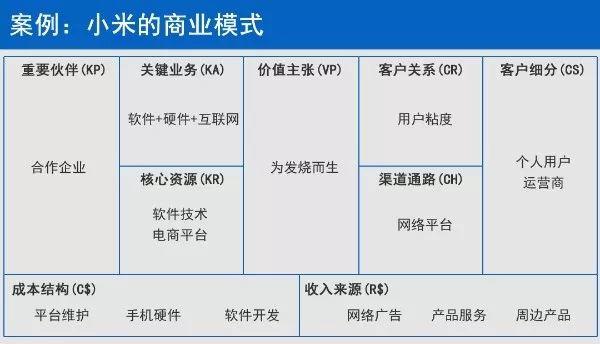 案例：小米的商业模式
重要伙伴(KP)
合作企业
关键业务(KA)
软件+硬件+互联网
核心资源(KR)
软件技术
电商平台
价值主张(VP)
为发烧而生
客户关系(CR)
用户粘度
渠道通路(CH)
网络平台
客户细分(CS)
个人用户
运营商
成本结构(C$)
平台维护 手机硬件 软件开发
收入来源(R$)
网络广告 产品服务 周边产品